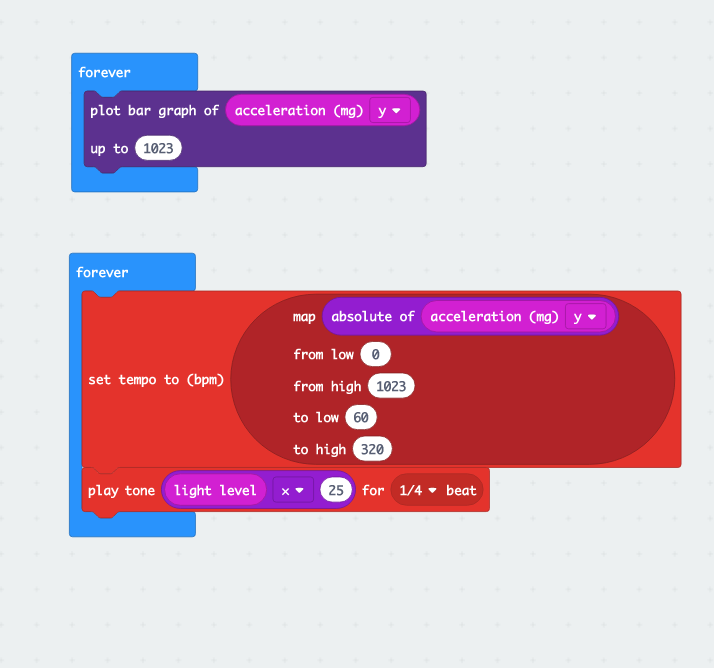 forever
plot bar graph of acceleration (mg) y
up to 1023
forever
map absolute of acceleration (mg) y
from low 0
from high 1023
set tempo to (bpm)
to low 60
to high 320
play tone light level × 25 for 1/4 beat